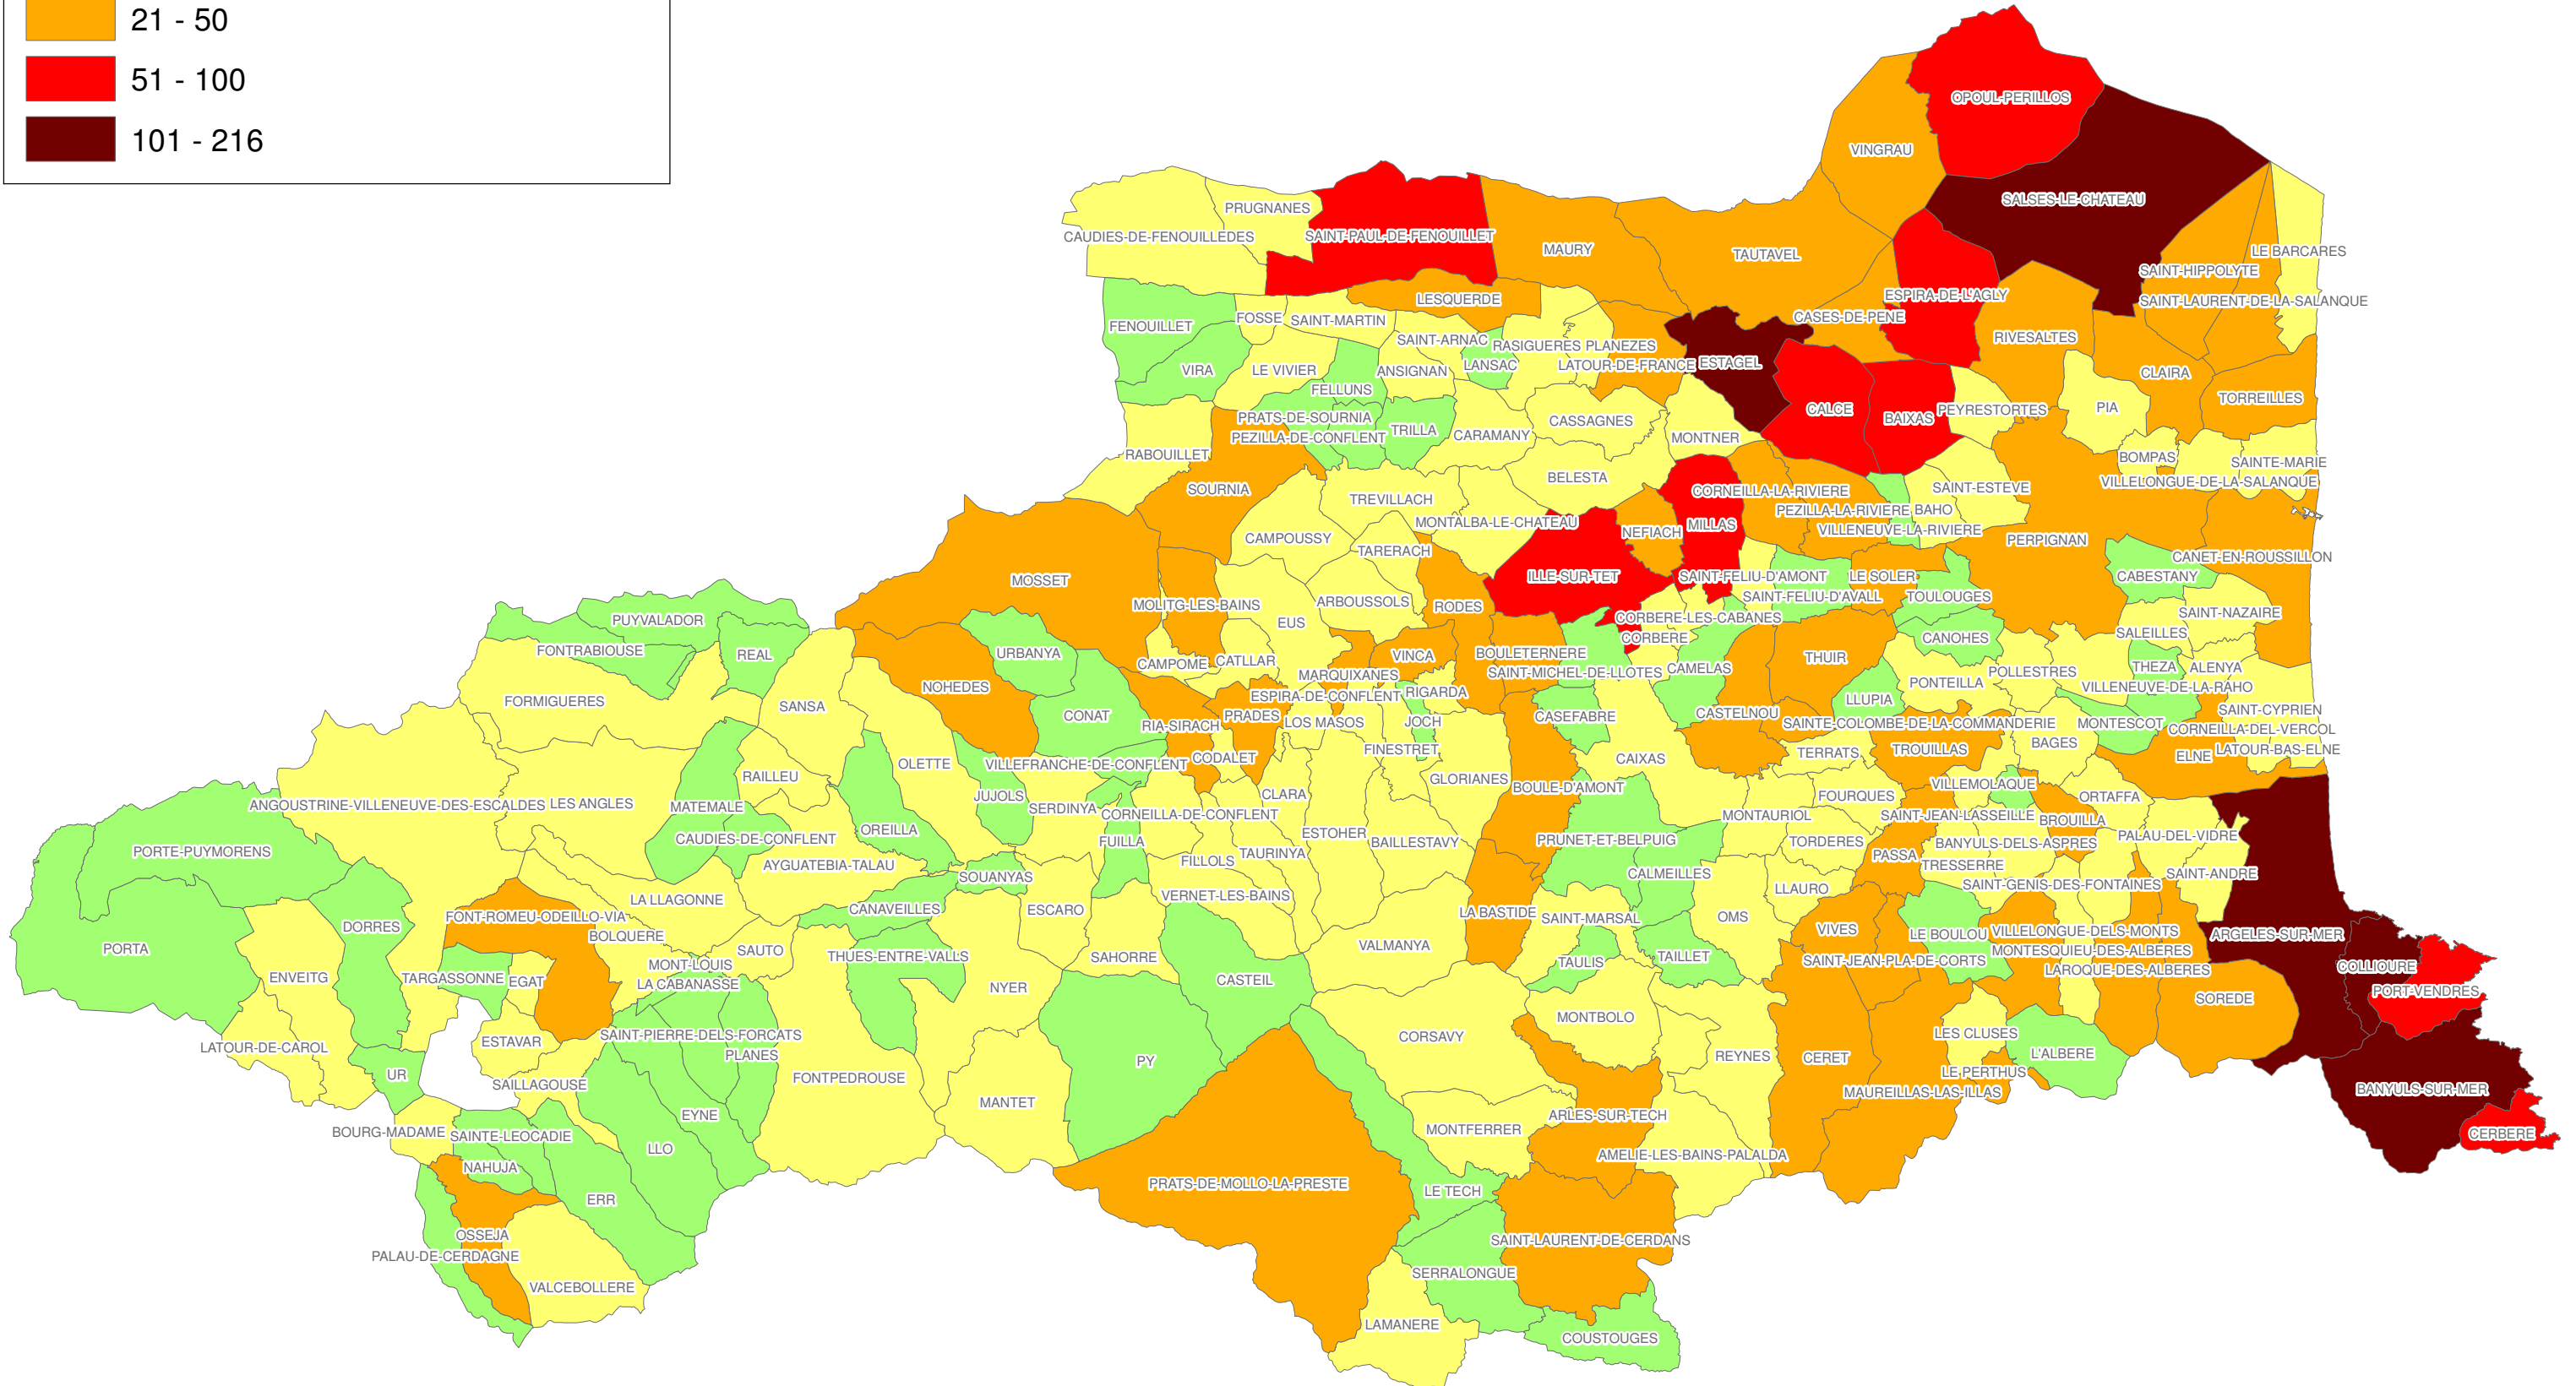 21 - 50
51 - 100
101 - 216
OPOUL-PERILLOS
VINGRAU
SALSES-LE-CHATEAU
PRUGNANES
CAUDIES-DE-FENOUILLEDES
SAINT-PAUL-DE-FENOUILLET
MAURY
TAUTAVEL
LE BARCARES
SAINT-HIPPOLYTE
ESPIRA-DE-L'AGLY
LESQUERDE
SAINT-LAURENT-DE-LA-SALANQUE
FENOUILLET
FOSSE
SAINT-MARTIN
CASES-DE-PENE
RIVESALTES
SAINT-ARNAC
RASIGUERES
PLANEZES
LANSAC
LATOUR-DE-FRANCE
ESTAGEL
VIRA
LE VIVIER
ANSIGNAN
CLAIRA
FELLUNS
TORREILLES
PRATS-DE-SOURNIA
PEZILLA-DE-CONFLENT
TRILLA
CARAMANY
CASSAGNES
CALCE
BAIXAS
PEYRESTORTES
PIA
MONTNER
RABOUILLET
BOMPAS
SAINTE-MARIE
BELESTA
VILLELONGUE-DE-LA-SALANQUE
SOURNIA
TREVILLACH
CORNEILLA-LA-RIVIERE
SAINT-ESTEVE
PEZILLA-LA-RIVIERE
BAHO
MONTALBA-LE-CHATEAU
NEFIACH
MILLAS
VILLENEUVE-LA-RIVIERE
CAMPOUSSY
TARERACH
PERPIGNAN
CANET-EN-ROUSSILLON
MOSSET
ILLE-SUR-TET
SAINT-FELIU-D'AMONT
LE SOLER
CABESTANY
MOLITG-LES-BAINS
ARBOUSSOLS
RODES
SAINT-FELIU-D'AVALL
TOULOUGES
PUYVALADOR
EUS
CORBERE-LES-CABANES
SAINT-NAZAIRE
FONTRABIOUSE
REAL
URBANYA
CORBERE
CANOHES
SALEILLES
CAMPOME
CATLLAR
VINCA
BOULETERNERE
THUIR
MARQUIXANES
SAINT-MICHEL-DE-LLOTES
CAMELAS
POLLESTRES
THEZA
ALENYA
NOHEDES
ESPIRA-DE-CONFLENT
RIGARDA
PONTEILLA
VILLENEUVE-DE-LA-RAHO
FORMIGUERES
SANSA
CONAT
PRADES
LOS MASOS
JOCH
CASEFABRE
CASTELNOU
LLUPIA
SAINT-CYPRIEN
RIA-SIRACH
SAINTE-COLOMBE-DE-LA-COMMANDERIE
MONTESCOT
CORNEILLA-DEL-VERCOL
OLETTE
VILLEFRANCHE-DE-CONFLENT
CODALET
FINESTRET
CAIXAS
TERRATS
TROUILLAS
BAGES
ELNE
LATOUR-BAS-ELNE
RAILLEU
GLORIANES
BOULE-D'AMONT
VILLEMOLAQUE
ANGOUSTRINE-VILLENEUVE-DES-ESCALDES
LES ANGLES
MATEMALE
JUJOLS
SERDINYA
CLARA
FOURQUES
ORTAFFA
CORNEILLA-DE-CONFLENT
MONTAURIOL
SAINT-JEAN-LASSEILLE
BROUILLA
CAUDIES-DE-CONFLENT
OREILLA
FUILLA
ESTOHER
BAILLESTAVY
PRUNET-ET-BELPUIG
TORDERES
BANYULS-DELS-ASPRES
PALAU-DEL-VIDRE
PORTE-PUYMORENS
AYGUATEBIA-TALAU
FILLOLS
TAURINYA
PASSA
TRESSERRE
SOUANYAS
CALMEILLES
SAINT-ANDRE
LA LLAGONNE
VERNET-LES-BAINS
LLAURO
SAINT-GENIS-DES-FONTAINES
CANAVEILLES
ESCARO
LA BASTIDE
SAINT-MARSAL
OMS
FONT-ROMEU-ODEILLO-VIA
DORRES
BOLQUERE
VIVES
LE BOULOU
VILLELONGUE-DELS-MONTS
ARGELES-SUR-MER
PORTA
SAUTO
THUES-ENTRE-VALLS
SAHORRE
VALMANYA
MONTESQUIEU-DES-ALBERES
MONT-LOUIS
TAULIS
TAILLET
SAINT-JEAN-PLA-DE-CORTS
LAROQUE-DES-ALBERES
COLLIOURE
ENVEITG
TARGASSONNE
EGAT
LA CABANASSE
NYER
CASTEIL
SOREDE
PORT-VENDRES
SAINT-PIERRE-DELS-FORCATS
MONTBOLO
LES CLUSES
LATOUR-DE-CAROL
ESTAVAR
PLANES
CORSAVY
REYNES
CERET
L'ALBERE
UR
SAILLAGOUSE
FONTPEDROUSE
PY
LE PERTHUS
MAUREILLAS-LAS-ILLAS
BANYULS-SUR-MER
MANTET
EYNE
ARLES-SUR-TECH
BOURG-MADAME
SAINTE-LEOCADIE
MONTFERRER
CERBERE
LLO
AMELIE-LES-BAINS-PALALDA
NAHUJA
PRATS-DE-MOLLO-LA-PRESTE
LE TECH
ERR
OSSEJA
SAINT-LAURENT-DE-CERDANS
PALAU-DE-CERDAGNE
SERRALONGUE
VALCEBOLLERE
LAMANERE
COUSTOUGES